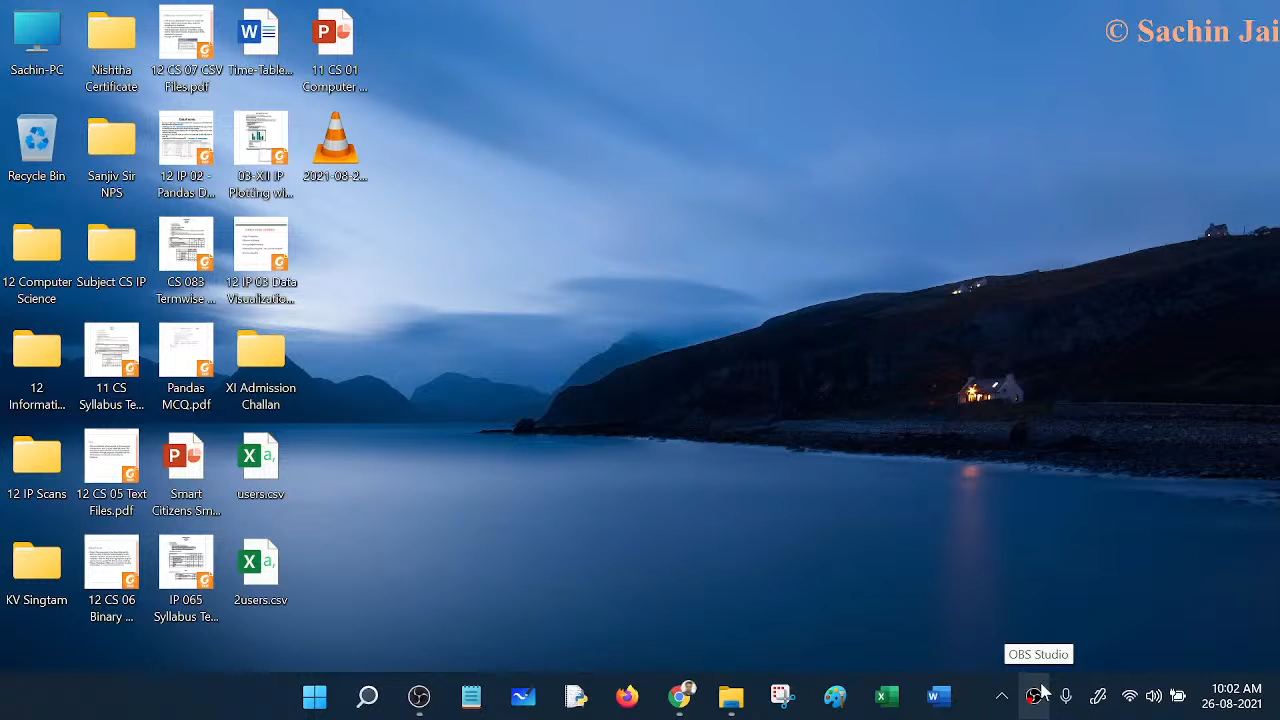 © Sachin Jai
Sachin-PC
Nishtha
Certificate
12 CS 07 CSV
Files.pdf
Time-Table...
11 CS 01
Computer ...
Recycle Bin
Sanjiv Sir
NPS
12 IP 02 -
Pandas D...
03-XII IP
Plotting wi...
2021-08-2...
12 Computer
Science
Subject CS IP
CS 083
Termwise ...
12 IP 03 Data
Visualizatio...
12
Informati...
11 CS
Syllabus Te...
Pandas
MCQ.pdf
XI Admission
Challan
12 IP Scans
12 CS 05 Text
Files.pdf
Smart
Citizens Sm...
users.csv
KV Singtam
12 CS 06
Binary ...
IP 065
Syllabus Te...
2users.csv
OBS Studio
10:02 AM
26-08-2021